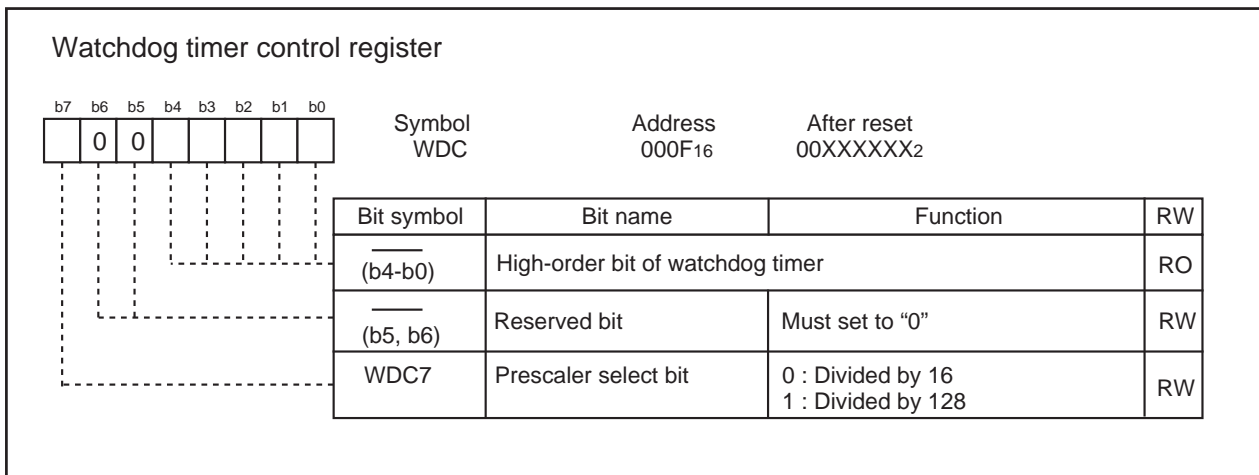 Watchdog timer control register
b7 b6 b5 b4 b3 b2 b1 b0
0 0
Symbol Address After reset
WDC 000F16 00XXXXXX2
Bit symbol Bit name Function RW
(b4-b0) High-order bit of watchdog timer RO
(b5, b6) Reserved bit Must set to “0” RW
WDC7 Prescaler select bit 0 : Divided by 16
1 : Divided by 128 RW